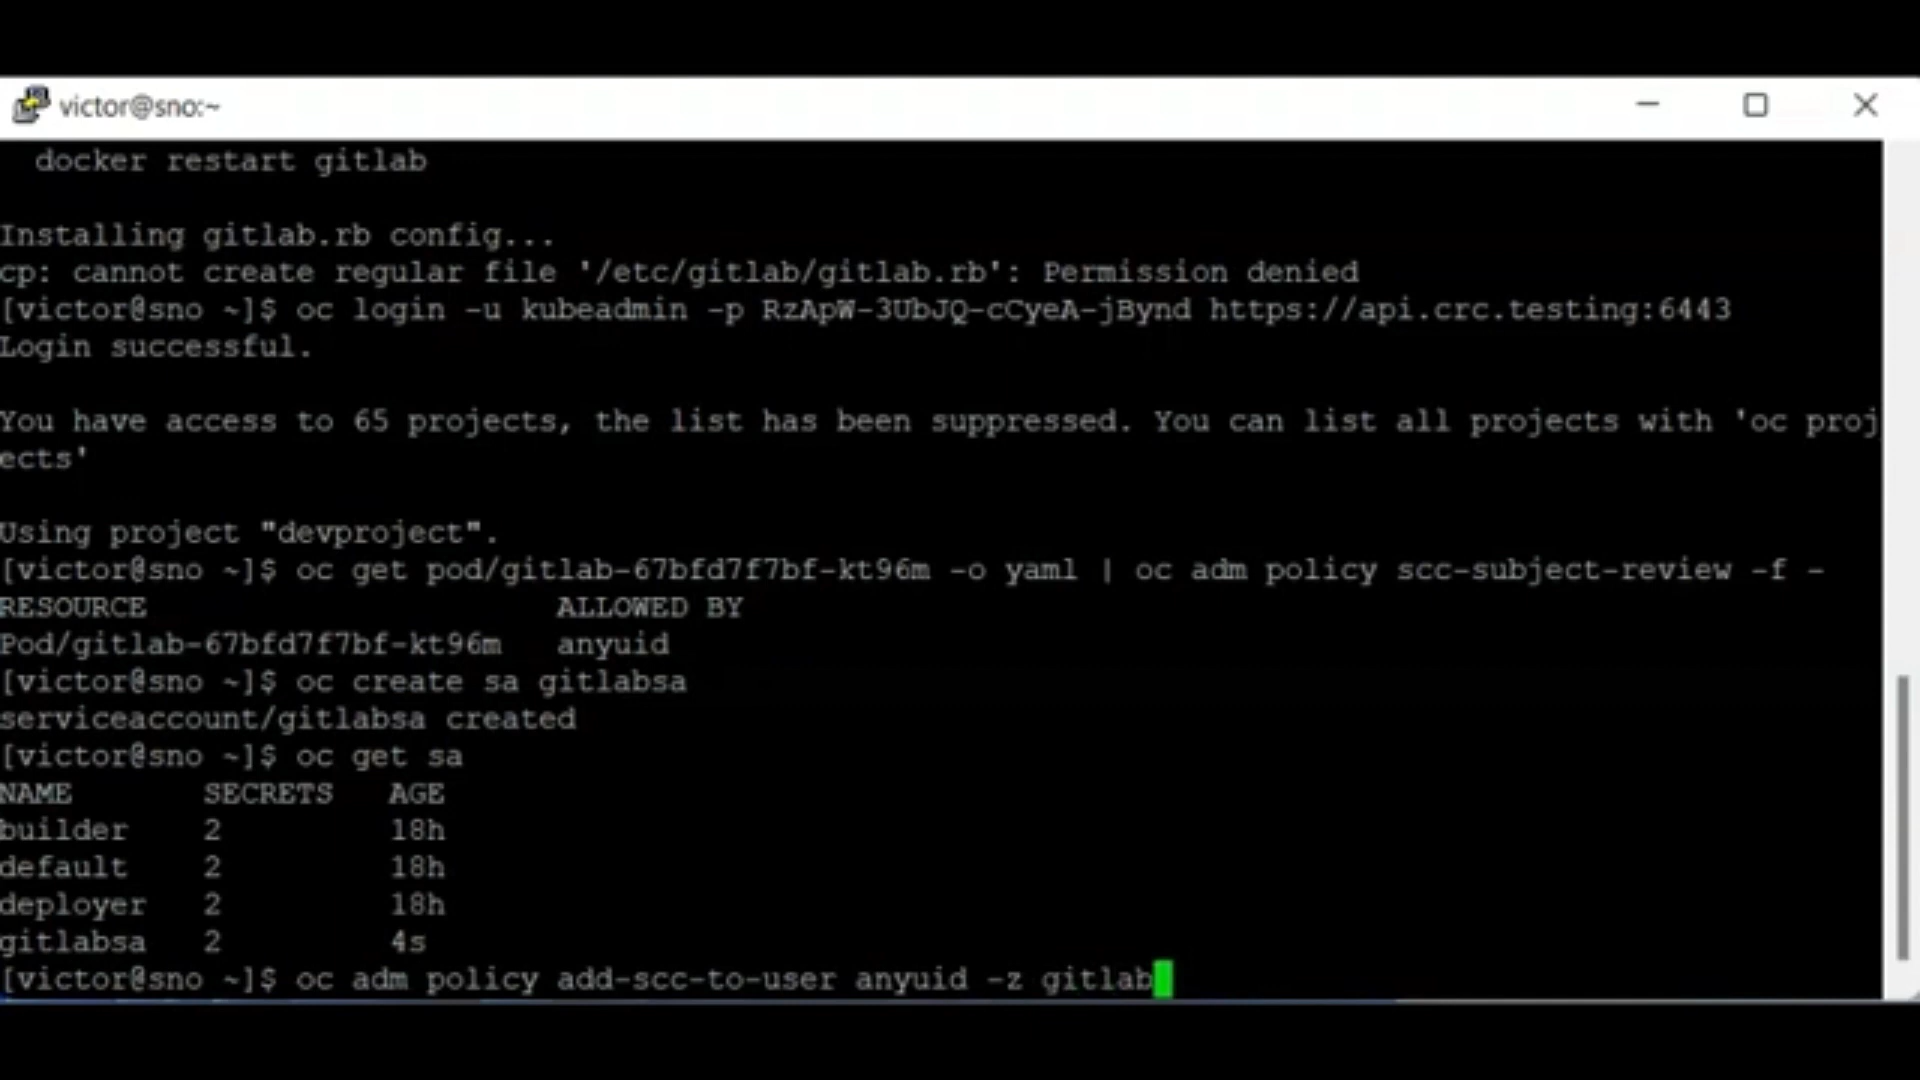 victor@sno:~
docker restart gitlab
Installing gitlab.rb config...
cp: cannot create regular file '/etc/gitlab/gitlab.rb': Permission denied
[victor@sno ~]$ oc login -u kubeadmin -p RzApW-3UbJQ-cCyeA-jBynd https://api.crc.testing:6443
Login successful.
You have access to 65 projects, the list has been suppressed. You can list all projects with 'oc proj
ects'
Using project "devproject".
[victor@sno ~]$ oc get pod/gitlab-67bfd7f7bf-kt96m -o yaml | oc adm policy scc-subject-review -f -
RESOURCE ALLOWED BY
Pod/gitlab-67bfd7f7bf-kt96m anyuid
[victor@sno ~]$ oc create sa gitlabsa
serviceaccount/gitlabsa created
[victor@sno ~]$ oc get sa
NAME SECRETS AGE
builder 2 18h
default 2 18h
deployer 2 18h
gitlabsa 2 4s
[victor@sno ~]$ oc adm policy add-scc-to-user anyuid -z gitlab